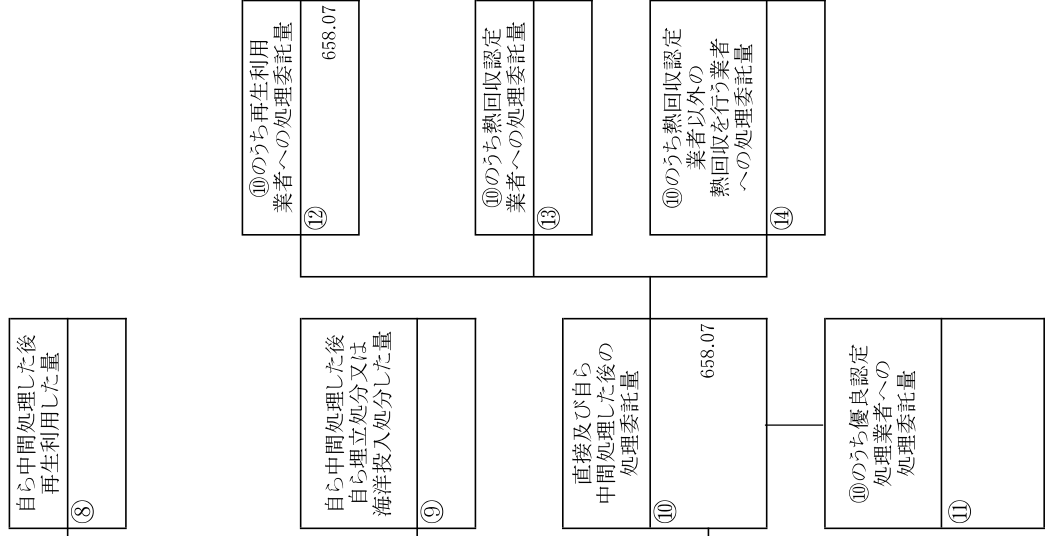 自ら中間処理した後
再生利用した量
⑧
自ら中間処理した後
自ら埋立処分又は
海洋投入処分した量
⑨
直接及び自ら
中間処理した後の
処理委託量
⑩
658.07
⑩のうち優良認定
処理業者への
処理委託量
⑪
⑩のうち再生利用
業者への処理委託量
⑫
658.07
⑩のうち熱回収認定
業者への処理委託量
⑬
⑩のうち熱回収認定
業者以外の
熱回収を行う業者
への処理委託量
⑭